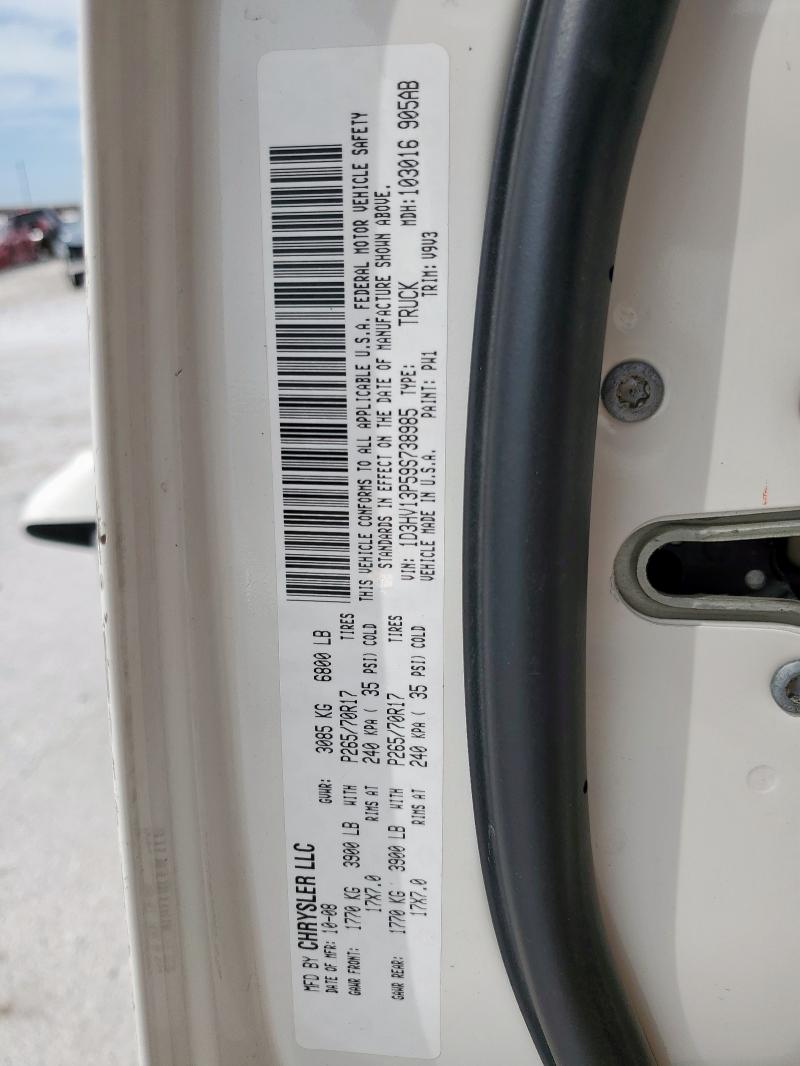 MFD BY CHRYSLER LLC
DATE OF MFR: 10-08 GVWR: 3085 KG 6800 LB
GAWR FRONT: 1770 KG 3900 LB WITH P265/70R17 TIRES
17X7.0 RIMS AT 240 KPA ( 35 PSI) COLD
GAWR REAR: 1770 KG 3900 LB WITH P265/70R17 TIRES
17X7.0 RIMS AT 240 KPA ( 35 PSI) COLD
THIS VEHICLE CONFORMS TO ALL APPLICABLE U.S.A. FEDERAL MOTOR VEHICLE SAFETY
STANDARDS IN EFFECT ON THE DATE OF MANUFACTURE SHOWN ABOVE.
VIN: 1D3HV13P59S738985 TYPE: TRUCK MDH:103016 905AB
VEHICLE MADE IN U.S.A. PAINT: PW1 TRIM: V9V3